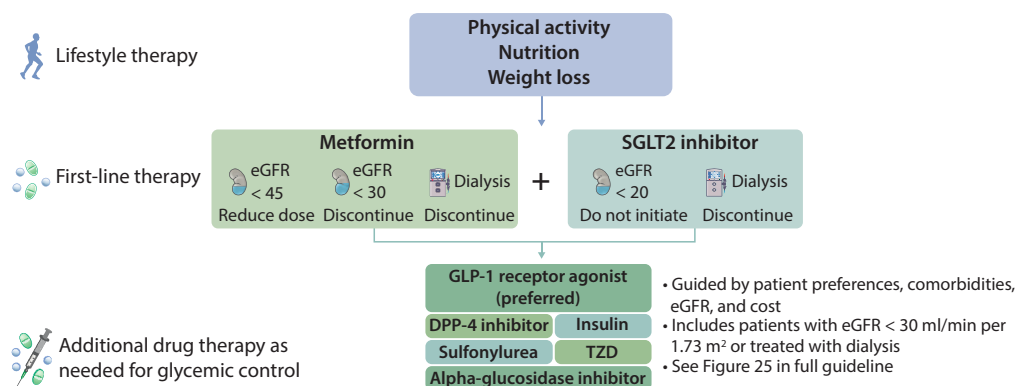 Lifestyle therapy
Physical activity
Nutrition
Weight loss
First-line therapy
Metformin
eGFR
< 45
Reduce dose
eGFR
< 30
Discontinue
Dialysis
Discontinue
+
SGLT2 inhibitor
eGFR
< 20
Do not initiate
Dialysis
Discontinue
Additional drug therapy as
needed for glycemic control
GLP-1 receptor agonist
(preferred)
DPP-4 inhibitor
Insulin
Sulfonylurea
TZD
Alpha-glucosidase inhibitor
• Guided by patient preferences, comorbidities,
eGFR, and cost
• Includes patients with eGFR < 30 ml/min per
1.73 m² or treated with dialysis
• See Figure 25 in full guideline